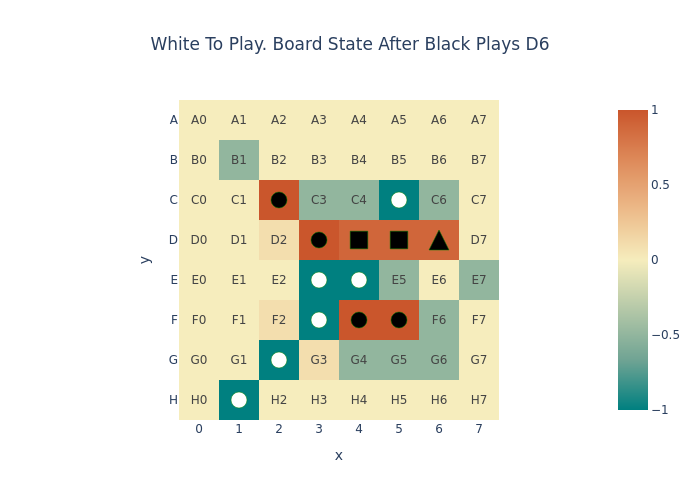 White To Play. Board State After Black Plays D6
A A0 A1 A2 A3 A4 A5 A6 A7
B B0 B1 B2 B3 B4 B5 B6 B7
C C0 C1 C3 C4 C6 C7
D D0 D1 D2 D7
E E0 E1 E2 E5 E6 E7
F F0 F1 F2 F6 F7
G G0 G1 G3 G4 G5 G6 G7
H H0 H2 H3 H4 H5 H6 H7
0 1 2 3 4 5 6 7
x
y
1
0.5
0
−0.5
−1